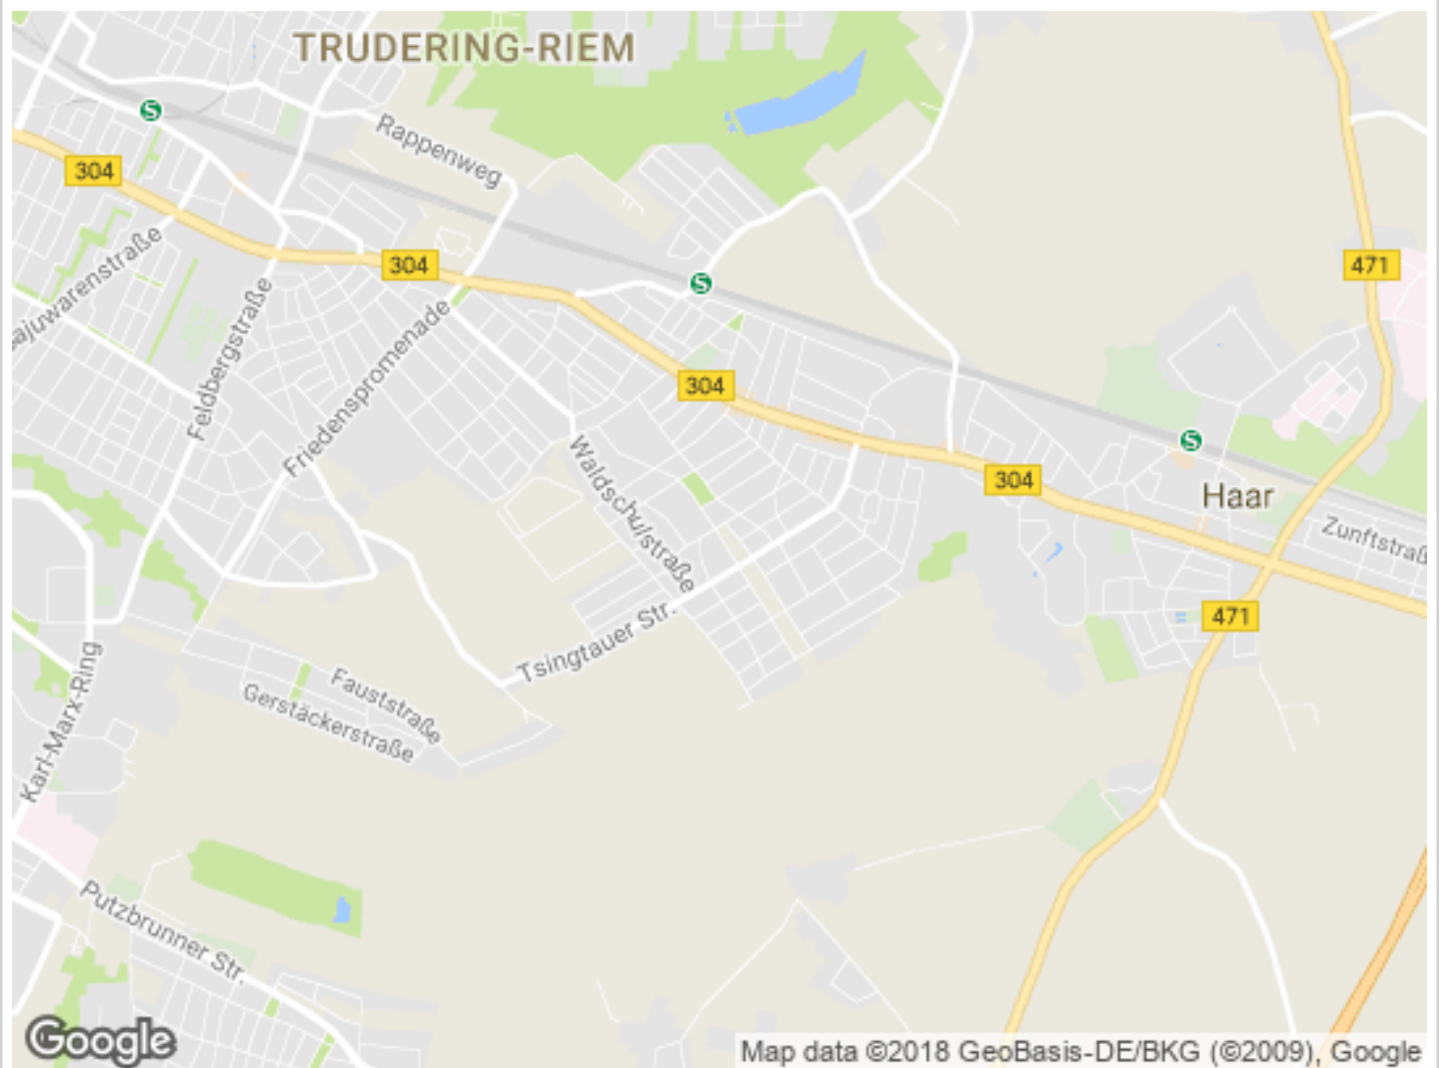 TRUDERING-RIEM
S
Rappenweg
304
ajuwarenstraße
304
471
S
Feldbergstraße
Friedenspromenade
304
S
Waldschulstraße
304
Haar
Zunftstraß
471
Tsingtauer Str.
Karl-Marx-Ring
Fauststraße
Gerstäckerstraße
Putzbrunner Str.
Google
Map data ©2018 GeoBasis-DE/BKG (©2009), Google